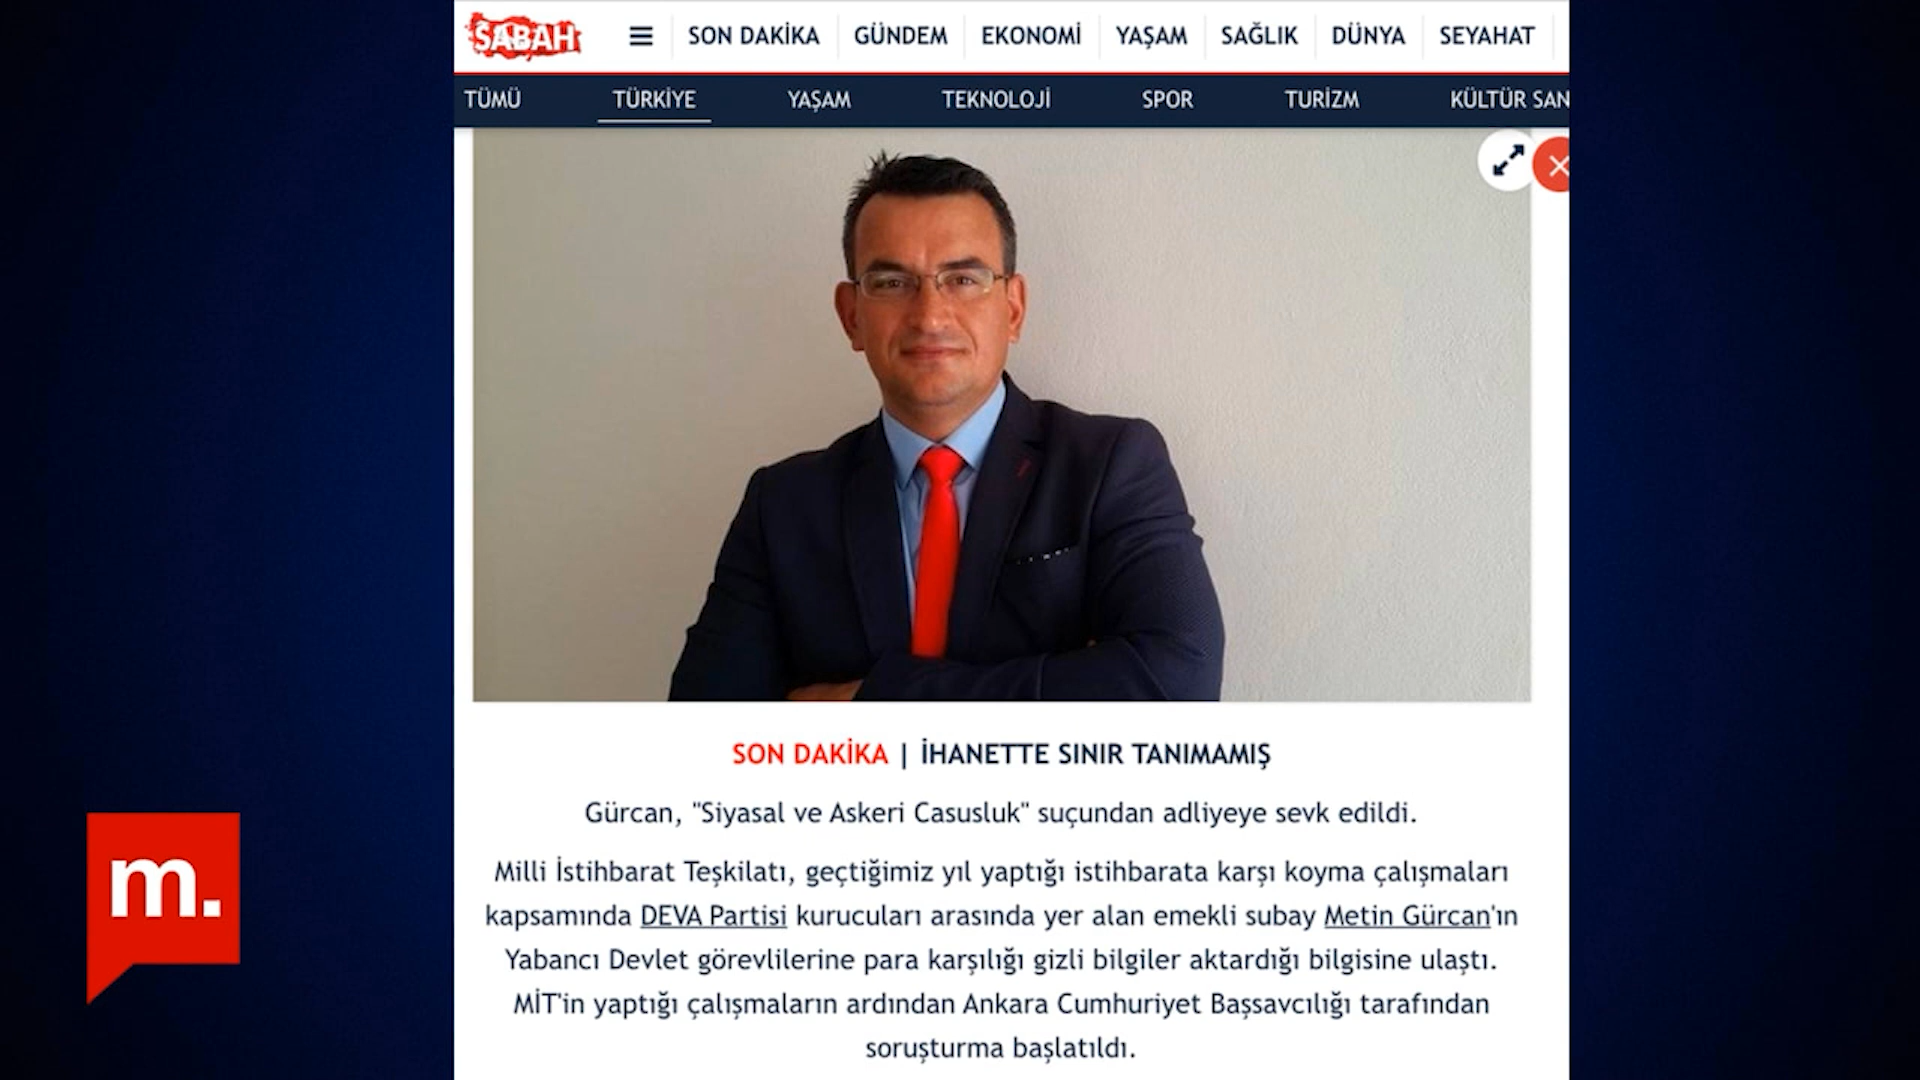 SABAH
SON DAKİKA GÜNDEM EKONOMİ YAŞAM SAĞLIK DÜNYA SEYAHAT
TÜMÜ TÜRKİYE YAŞAM TEKNOLOJİ SPOR TURİZM KÜLTÜR SAN
SON DAKİKA | İHANETTE SINIR TANIMAMIŞ
Gürcan, "Siyasal ve Askeri Casusluk" suçundan adliyeye sevk edildi.
Milli İstihbarat Teşkilatı, geçtiğimiz yıl yaptığı istihbarata karşı koyma çalışmaları
kapsamında DEVA Partisi kurucuları arasında yer alan emekli subay Metin Gürcan'ın
Yabancı Devlet görevlilerine para karşılığı gizli bilgiler aktardığı bilgisine ulaştı.
MİT'in yaptığı çalışmaların ardından Ankara Cumhuriyet Başsavcılığı tarafından
soruşturma başlatıldı.
m.